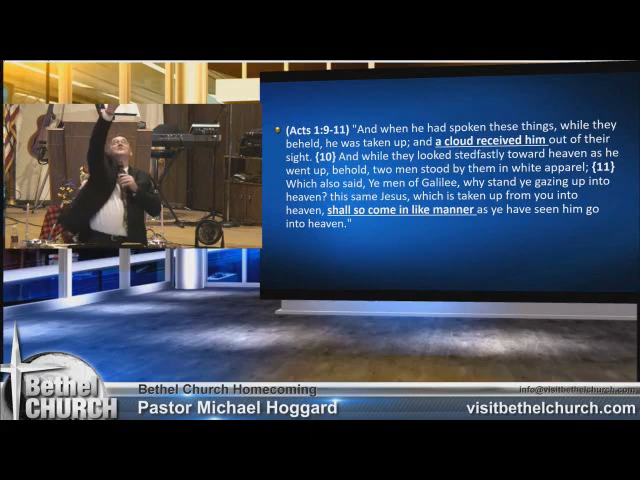 (Acts 1:9-11) "And when he had spoken these things, while they
beheld, he was taken up; and a cloud received him out of their
sight. {10} And while they looked stedfastly toward heaven as he
went up, behold, two men stood by them in white apparel; {11}
Which also said, Ye men of Galilee, why stand ye gazing up into
heaven? this same Jesus, which is taken up from you into
heaven, shall so come in like manner as ye have seen him go
into heaven."
Bethel
CHURCH
Bethel Church Homecoming
info@visitbethelchurch.com
Pastor Michael Hoggard
visitbethelchurch.com